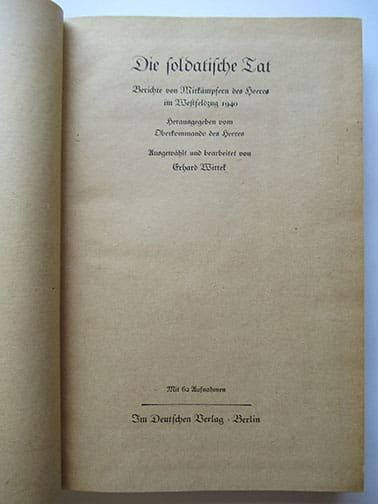 Die soldatische Tat
Berichte von Mitkämpfern des Heeres
im Westfeldzug 1940
Herausgegeben vom
Oberkommando des Heeres
Ausgewählt und bearbeitet von
Erhard Wittek
Mit 62 Aufnahmen
Im Deutschen Verlag · Berlin